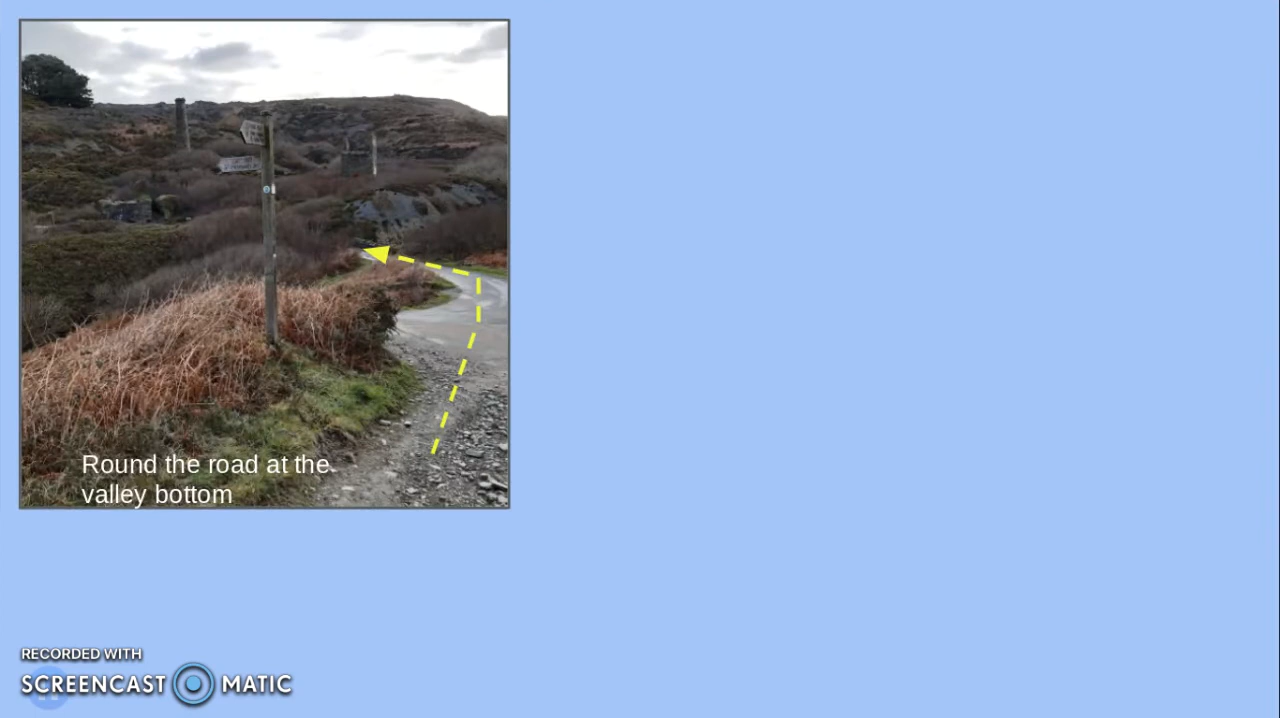 Round the road at the
valley bottom
RECORDED WITH
SCREENCAST MATIC